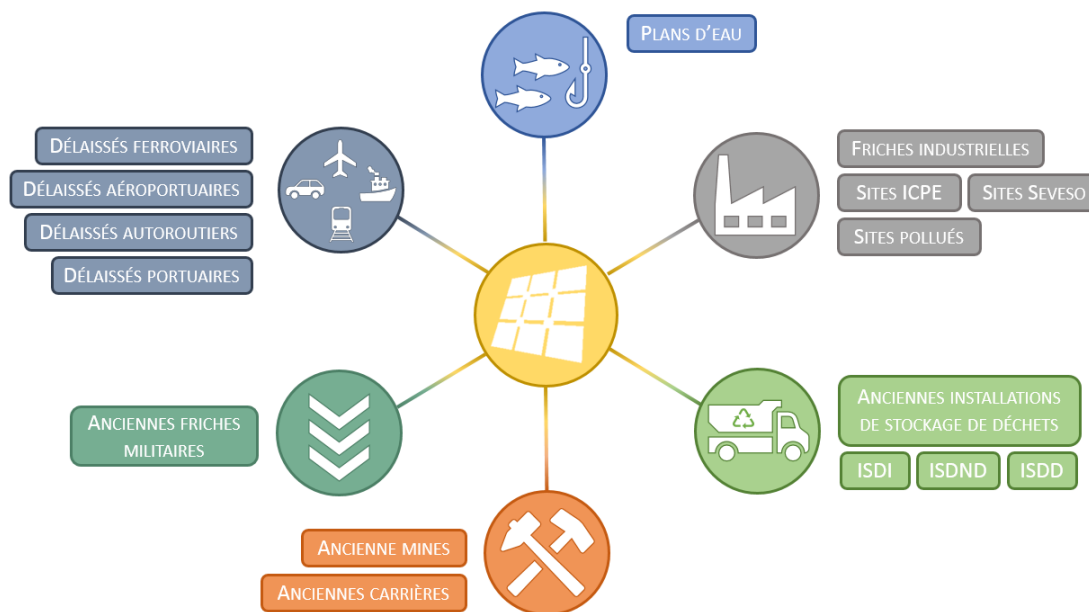 PLANS D'EAU
DÉLAISSÉS FERROVIAIRES
DÉLAISSÉS AÉROPORTUAIRES
DÉLAISSÉS AUTOROUTIERS
DÉLAISSÉS PORTUAIRES
FRICHES INDUSTRIELLES
SITES ICPE
SITES SEVESO
SITES POLLUÉS
ANCIENNES FRICHES
MILITAIRES
ANCIENNES INSTALLATIONS
DE STOCKAGE DE DÉCHETS
ISDI
ISDND
ISDD
ANCIENNE MINES
ANCIENNES CARRIÈRES